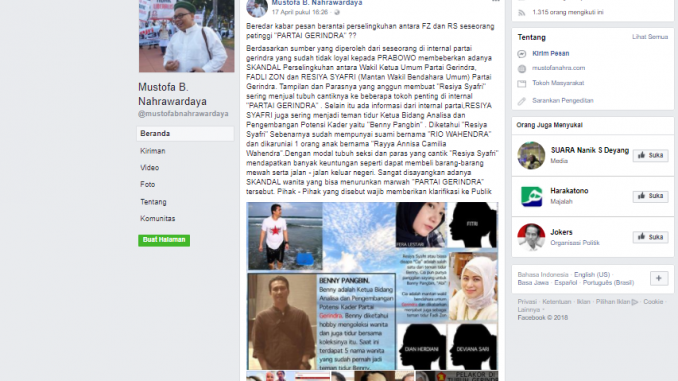 Mustofa B.
Nahrawardaya
@mustofabnahrawardaya
Beranda
Kiriman
Video
Foto
Tentang
Komunitas
Buat Halaman
Mustofa B. Nahrawardaya
17 April pukul 16:26
Beredar kabar pesan berantai perselingkuhan antara FZ dan RS seseorang
petinggi "PARTAI GERINDRA" ??
Berdasarkan sumber yang diperoleh dari seseorang di internal partai
gerindra yang sudah tidak loyal kepada PRABOWO membeberkan adanya
SKANDAL Perselingkuhan antara Wakil Ketua Umum Partai Gerindra,
FADLI ZON dan RESIYA SYAFRI (Mantan Wakil Bendahara Umum) Partai
Gerindra. Tampilan dan Parasnya yang anggun membuat "Resiya Syafri"
sering menjual tubuh cantiknya ke beberapa tokoh penting di internal
"PARTAI GERINDRA" . Selain itu ada informasi dari internal partai,RESIYA
SYAFRI juga sering menjadi teman tidur Ketua Bidang Analisa dan
Pengembangan Potensi Kader yaitu "Benny Pangbin" . Diketahui "Resiya
Syafri" Sebenarnya sudah mempunyai suami bernama "RIO WAHENDRA"
dan dikaruniai 1 orang anak bernama "Rayya Annisa Camilia
Wahendra".Dengan modal tubuh seksi dan paras yang cantik "Resiya Syafri"
mendapatkan banyak keuntungan seperti dapat membeli barang-barang
mewah serta jalan - jalan keluar negeri. Sangat disayangkan adanya
SKANDAL wanita yang bisa menurunkan marwah "PARTAI GERINDRA"
tersebut. Pihak - Pihak yang disebut wajib memberikan klarifikasi ke Publik
FERA LESTINE
BENNY PANGBIN.
Benny adalah Ketua Bidang
Analisa dan Pengembangan
Potensi Kader Partai
Gerindra. Benny diketahui
hobby mengoleksi wanita
dan juga tidur bersama
koleksinya itu. Saat ini
terdapat 5 nama wanita
yang sudah pernah jadi
teman tidurnya.
DIAN HERDIANI
DEVIANA SARI
PELAKOR DI
1.315 orang mengikuti ini
Tentang
Lihat Semua
Kirim Pesan
mustofanahra.com
Tokoh Masyarakat
Sarankan Pengeditan
Orang Juga Menyukai
SUARA Nanik S Deyang
Media
Suka
Harakatono
Majalah
Suka
Jokers
Organisasi Politik
Suka
Bahasa Indonesia · English (US)
Basa Jawa · Español · Português (Brasil)
Privasi · Ketentuan · Iklan · Pilihan Iklan · Cookie
Lainnya
Facebook © 2018